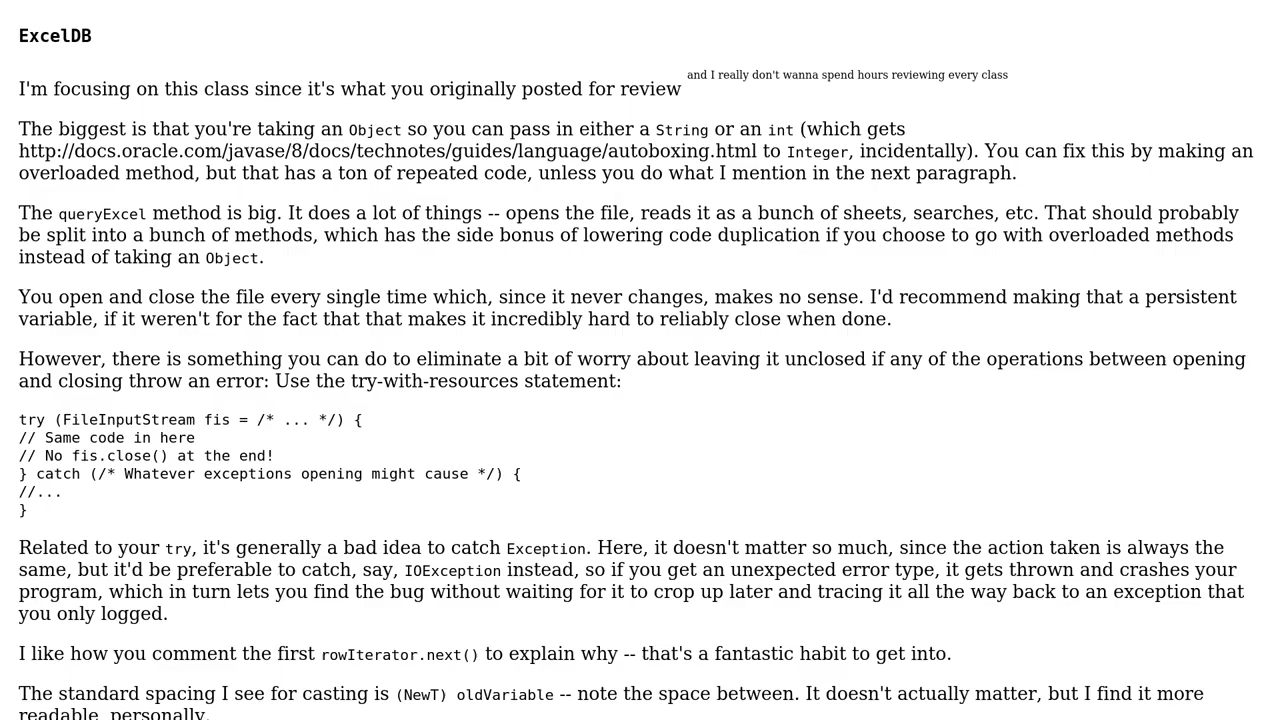 ExcelDB
I'm focusing on this class since it's what you originally posted for review and I really don't wanna spend hours reviewing every class
The biggest is that you're taking an Object so you can pass in either a String or an int (which gets
http://docs.oracle.com/javase/8/docs/technotes/guides/language/autoboxing.html to Integer, incidentally). You can fix this by making an
overloaded method, but that has a ton of repeated code, unless you do what I mention in the next paragraph.
The queryExcel method is big. It does a lot of things -- opens the file, reads it as a bunch of sheets, searches, etc. That should probably
be split into a bunch of methods, which has the side bonus of lowering code duplication if you choose to go with overloaded methods
instead of taking an Object.
You open and close the file every single time which, since it never changes, makes no sense. I'd recommend making that a persistent
variable, if it weren't for the fact that that makes it incredibly hard to reliably close when done.
However, there is something you can do to eliminate a bit of worry about leaving it unclosed if any of the operations between opening
and closing throw an error: Use the try-with-resources statement:
try (FileInputStream fis = /* ... */) {
// Same code in here
// No fis.close() at the end!
} catch (/* Whatever exceptions opening might cause */) {
//...
}
Related to your try, it's generally a bad idea to catch Exception. Here, it doesn't matter so much, since the action taken is always the
same, but it'd be preferable to catch, say, IOException instead, so if you get an unexpected error type, it gets thrown and crashes your
program, which in turn lets you find the bug without waiting for it to crop up later and tracing it all the way back to an exception that
you only logged.
I like how you comment the first rowIterator.next() to explain why -- that's a fantastic habit to get into.
The standard spacing I see for casting is (NewT) oldVariable -- note the space between. It doesn't actually matter, but I find it more
readable, personally.